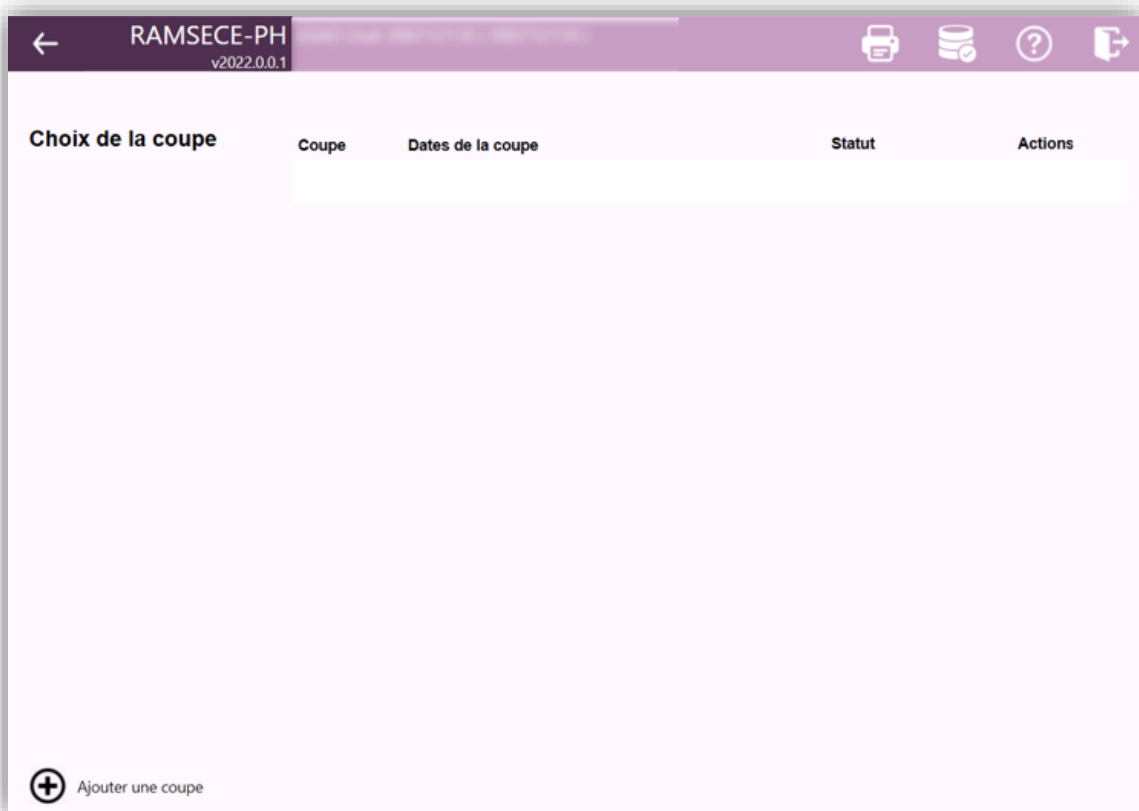 RAMSECE-PH
v2022.0.0.1
Choix de la coupe
Coupe Dates de la coupe Statut Actions
Ajouter une coupe